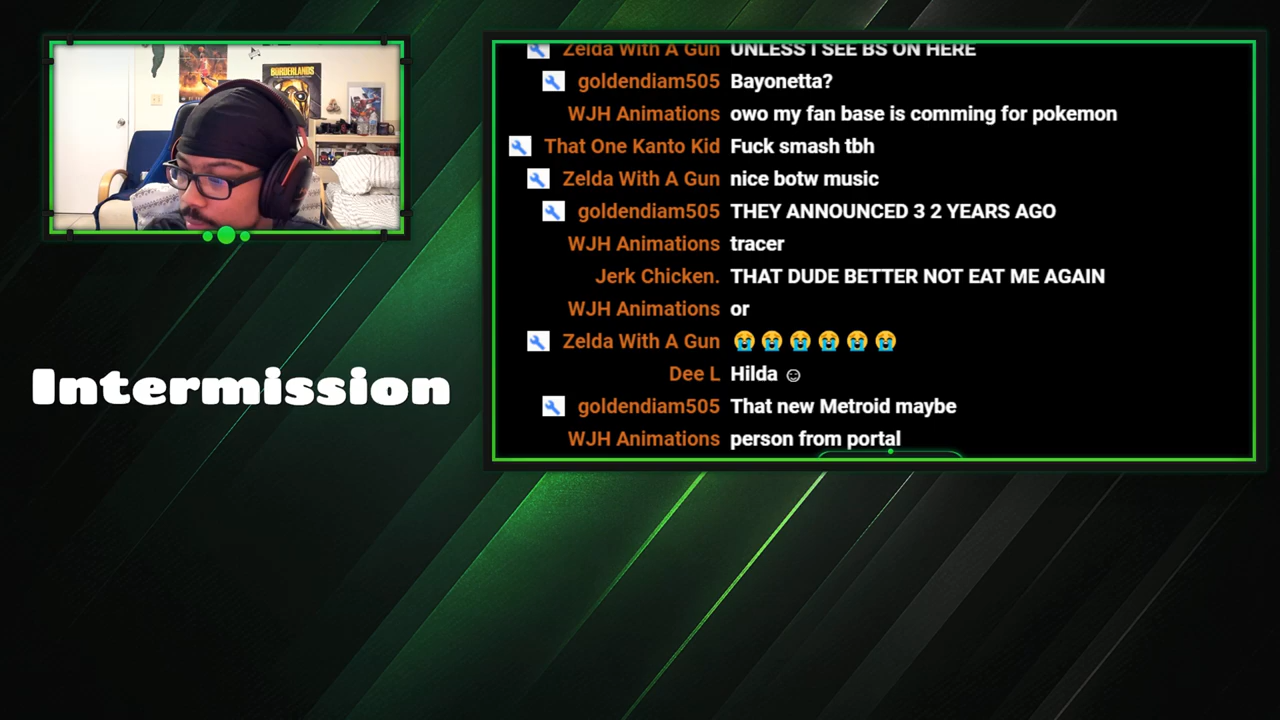 BORDERLANDS
Intermission
Zelda With A Gun UNLESS I SEE BS ON HERE
goldendiam505 Bayonetta?
WJH Animations owo my fan base is comming for pokemon
That One Kanto Kid Fuck smash tbh
Zelda With A Gun nice botw music
goldendiam505 THEY ANNOUNCED 3 2 YEARS AGO
WJH Animations tracer
Jerk Chicken. THAT DUDE BETTER NOT EAT ME AGAIN
WJH Animations or
Zelda With A Gun 😭😭😭😭😭😭
Dee L Hilda ☺
goldendiam505 That new Metroid maybe
WJH Animations person from portal